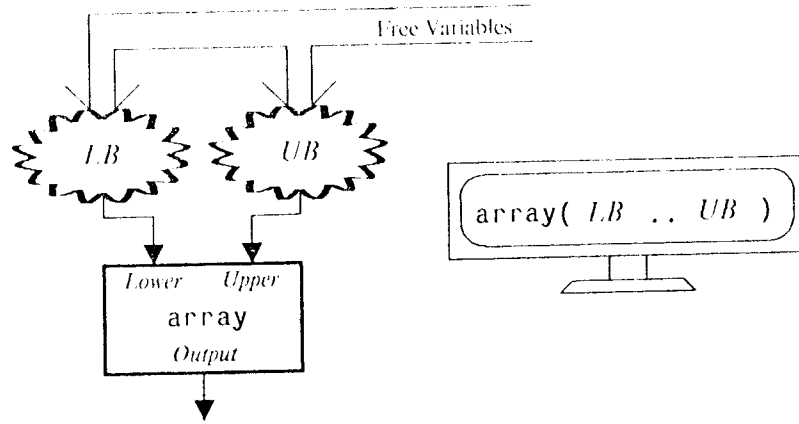 Free Variables
LB UB
array( LB .. UB )
Lower Upper
array
Output